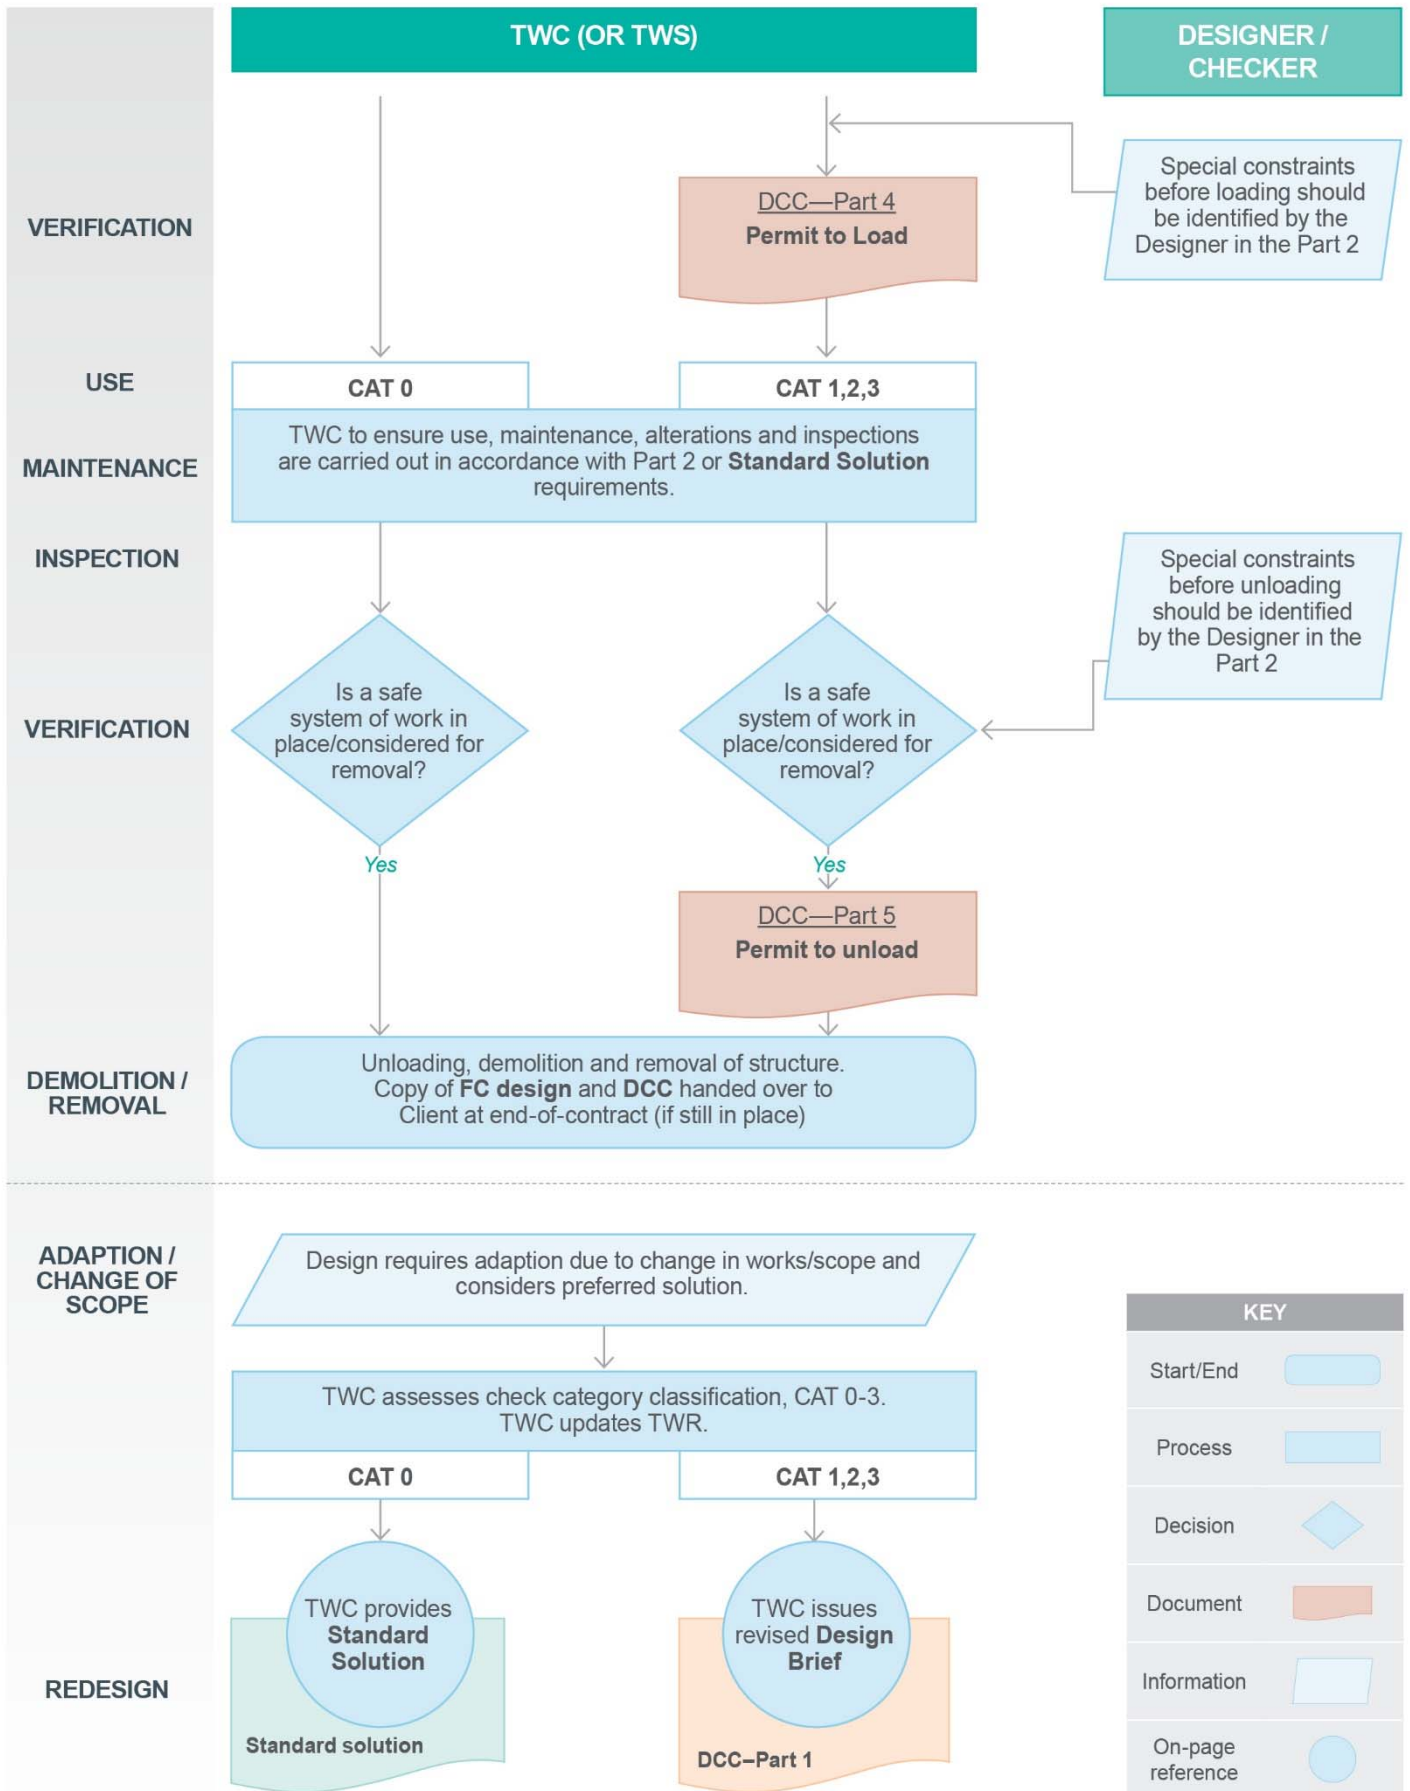 TWC (OR TWS)
DESIGNER /
CHECKER
VERIFICATION
DCC—Part 4
Permit to Load
Special constraints
before loading should
be identified by the
Designer in the Part 2
USE
CAT 0
CAT 1,2,3
MAINTENANCE
TWC to ensure use, maintenance, alterations and inspections
are carried out in accordance with Part 2 or Standard Solution
requirements.
INSPECTION
Special constraints
before unloading
should be identified
by the Designer in the
Part 2
VERIFICATION
Is a safe
system of work in
place/considered for
removal?
Is a safe
system of work in
place/considered for
removal?
Yes
Yes
DCC—Part 5
Permit to unload
DEMOLITION /
REMOVAL
Unloading, demolition and removal of structure.
Copy of FC design and DCC handed over to
Client at end-of-contract (if still in place)
ADAPTION /
CHANGE OF
SCOPE
Design requires adaption due to change in works/scope and
considers preferred solution.
TWC assesses check category classification, CAT 0-3.
TWC updates TWR.
CAT 0
CAT 1,2,3
REDESIGN
TWC provides
Standard
Solution
Standard solution
TWC issues
revised Design
Brief
DCC–Part 1
KEY
Start/End
Process
Decision
Document
Information
On-page
reference